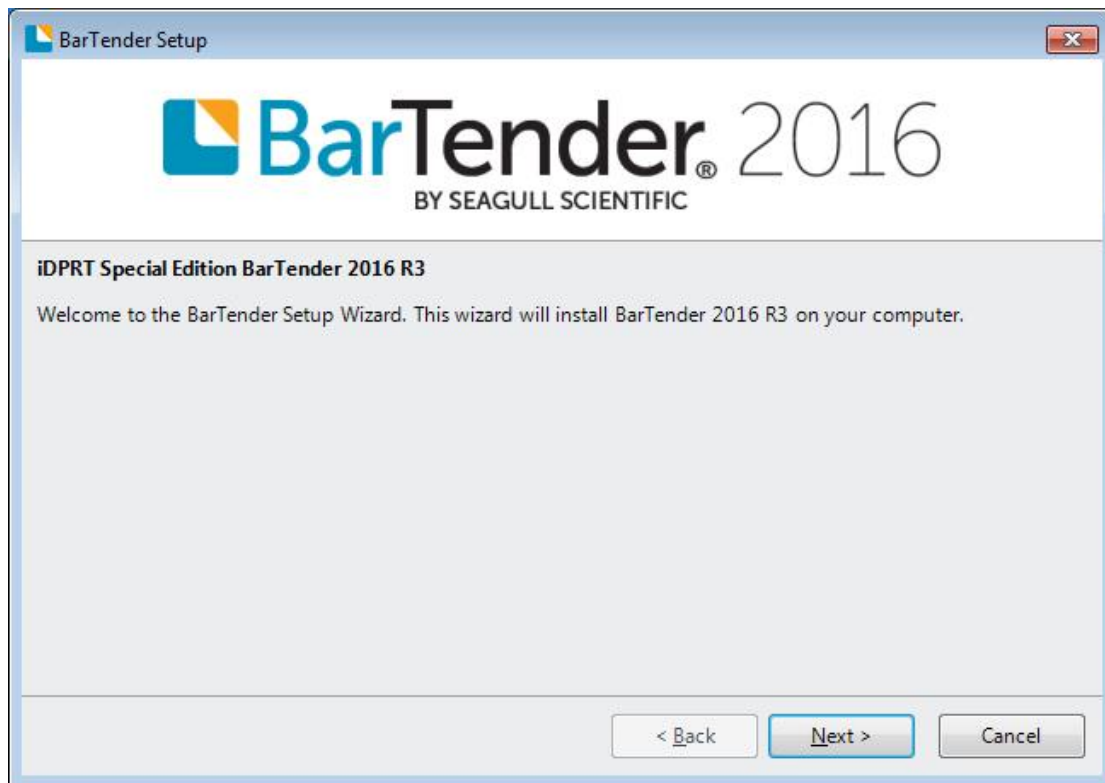 BarTender Setup
BarTender® 2016
BY SEAGULL SCIENTIFIC
iDPRT Special Edition BarTender 2016 R3
Welcome to the BarTender Setup Wizard. This wizard will install BarTender 2016 R3 on your computer.
< Back Next > Cancel